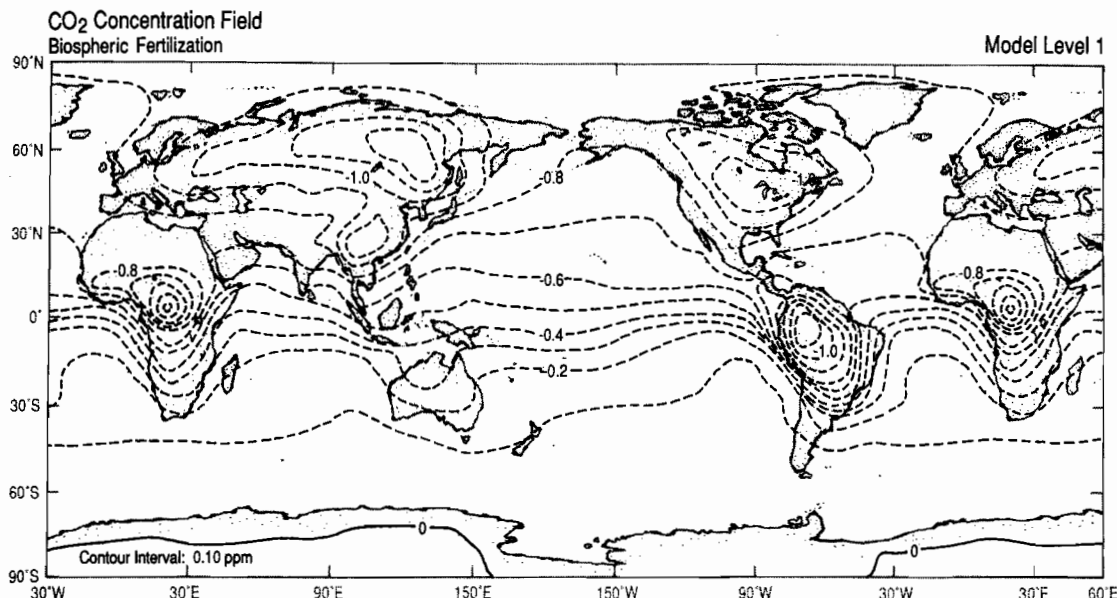 CO2 Concentration Field
Biospheric Fertilization
Model Level 1
90°N
60°N
30°N
0°
30°S
60°S
90°S
-1.0
-0.8
-1.0
-0.8
-0.8
-0.6
-0.4
-0.2
-1.0
0
0
Contour Interval: 0.10 ppm
30°W
30°E
90°E
150°E
150°W
90°W
30°W
30°E
60°E